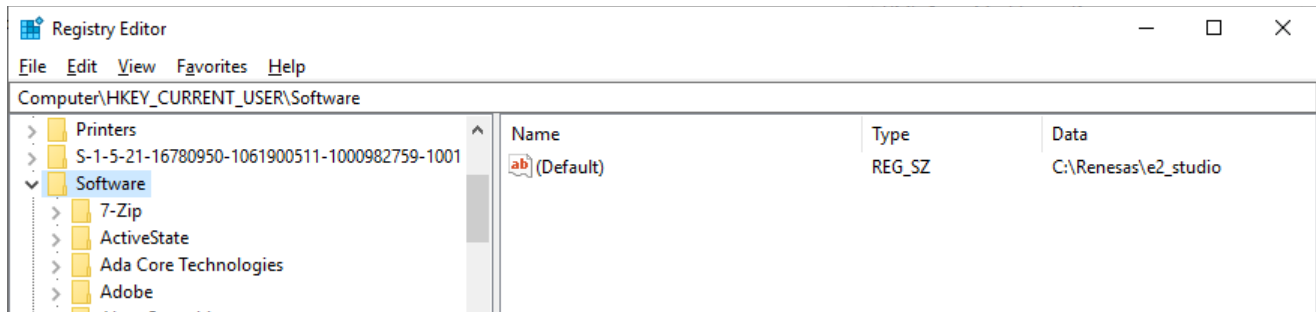 Registry Editor
File Edit View Favorites Help
Computer\HKEY_CURRENT_USER\Software
Printers
S-1-5-21-16780950-1061900511-1000982759-1001
Software
7-Zip
ActiveState
Ada Core Technologies
Adobe
Name Type Data
ab (Default) REG_SZ C:\Renesas\e2_studio